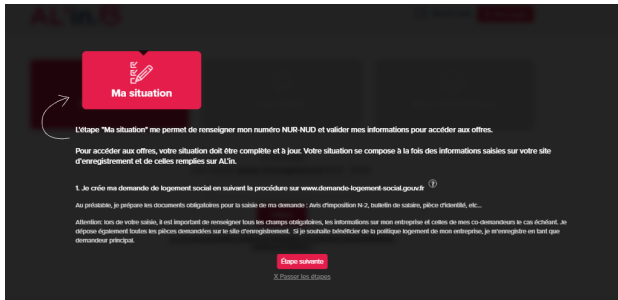 AL'in.fr
Ma situation
L'étape "Ma situation" me permet de renseigner mon numéro NUR-NUD et valider mes informations pour accéder aux offres.
Pour accéder aux offres, votre situation doit être complète et à jour. Votre situation se compose à la fois des informations saisies sur votre site
d'enregistrement et de celles remplies sur AL'in.
1. Je crée ma demande de logement social en suivant la procédure sur www.demande-logement-social.gouv.fr ?
Au préalable, je prépare les documents obligatoires pour la saisie de ma demande : Avis d'imposition N-2, bulletin de salaire, pièce d'identité, etc...
Attention: lors de votre saisie, il est important de renseigner tous les champs obligatoires, les informations sur mon entreprise et celles de mes co-demandeurs le cas échéant. Je
dépose également toutes les pièces demandées sur le site d'enregistrement. Si je souhaite bénéficier de la politique logement de mon entreprise, je m'enregistre en tant que
demandeur principal.
Étape suivante
X Passer les étapes